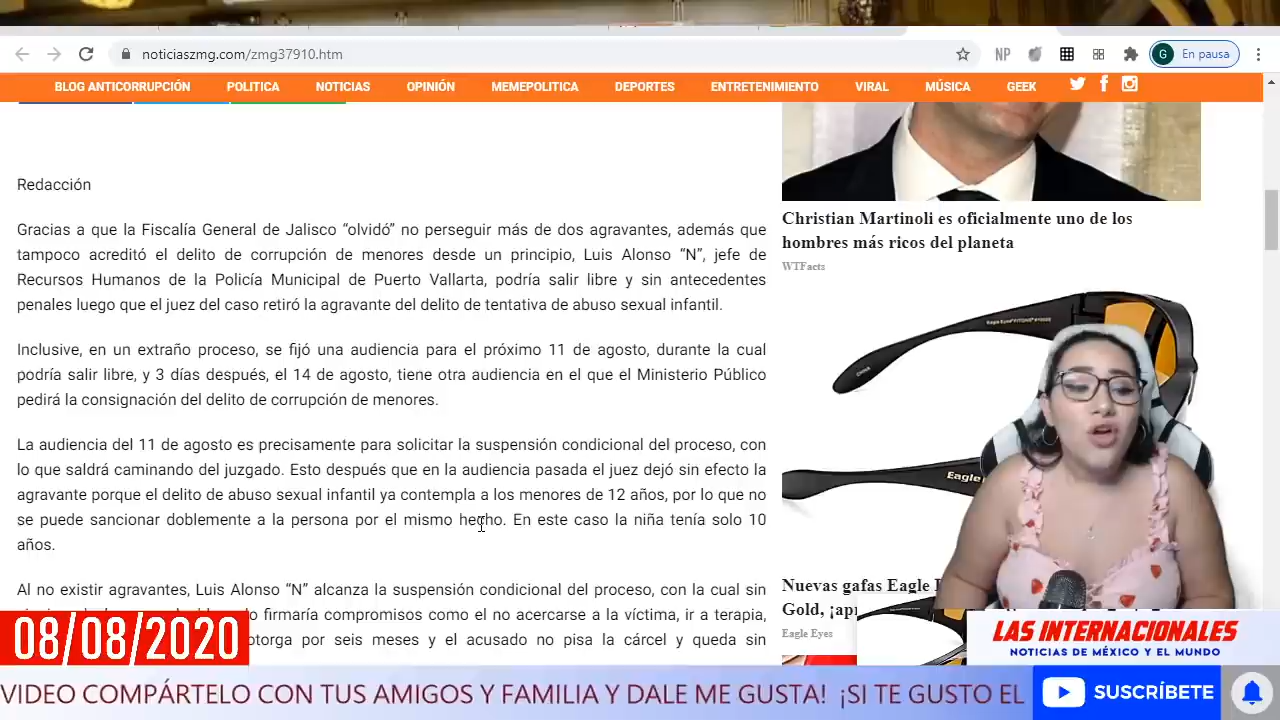 noticiaszmg.com/zmg37910.htm
NP
G
En pausa
BLOG ANTICORRUPCIÓN POLITICA NOTICIAS OPINIÓN MEMEPOLITICA DEPORTES ENTRETENIMIENTO VIRAL MÚSICA GEEK
Redacción
Gracias a que la Fiscalía General de Jalisco “olvidó” no perseguir más de dos agravantes, además que
tampoco acreditó el delito de corrupción de menores desde un principio, Luis Alonso “N”, jefe de
Recursos Humanos de la Policía Municipal de Puerto Vallarta, podría salir libre y sin antecedentes
penales luego que el juez del caso retiró la agravante del delito de tentativa de abuso sexual infantil.
Inclusive, en un extraño proceso, se fijó una audiencia para el próximo 11 de agosto, durante la cual
podría salir libre, y 3 días después, el 14 de agosto, tiene otra audiencia en el que el Ministerio Público
pedirá la consignación del delito de corrupción de menores.
La audiencia del 11 de agosto es precisamente para solicitar la suspensión condicional del proceso, con
lo que saldrá caminando del juzgado. Esto después que en la audiencia pasada el juez dejó sin efecto la
agravante porque el delito de abuso sexual infantil ya contempla a los menores de 12 años, por lo que no
se puede sancionar doblemente a la persona por el mismo hecho. En este caso la niña tenía solo 10
años.
Al no existir agravantes, Luis Alonso “N” alcanza la suspensión condicional del proceso, con la cual sin
firmaría compromisos como el no acercarse a la víctima, ir a terapia,
otorga por seis meses y el acusado no pisa la cárcel y queda sin
Christian Martinoli es oficialmente uno de los
hombres más ricos del planeta
WTFacts
Eagle
Nuevas gafas Eagle
Gold, ¡apr
Eagle Eyes
08/08/2020
LAS INTERNACIONALES
NOTICIAS DE MÉXICO Y EL MUNDO
VIDEO COMPÁRTELO CON TUS AMIGOS Y FAMILIA Y DALE ME GUSTA! ¡SI TE GUSTO EL
SUSCRÍBETE